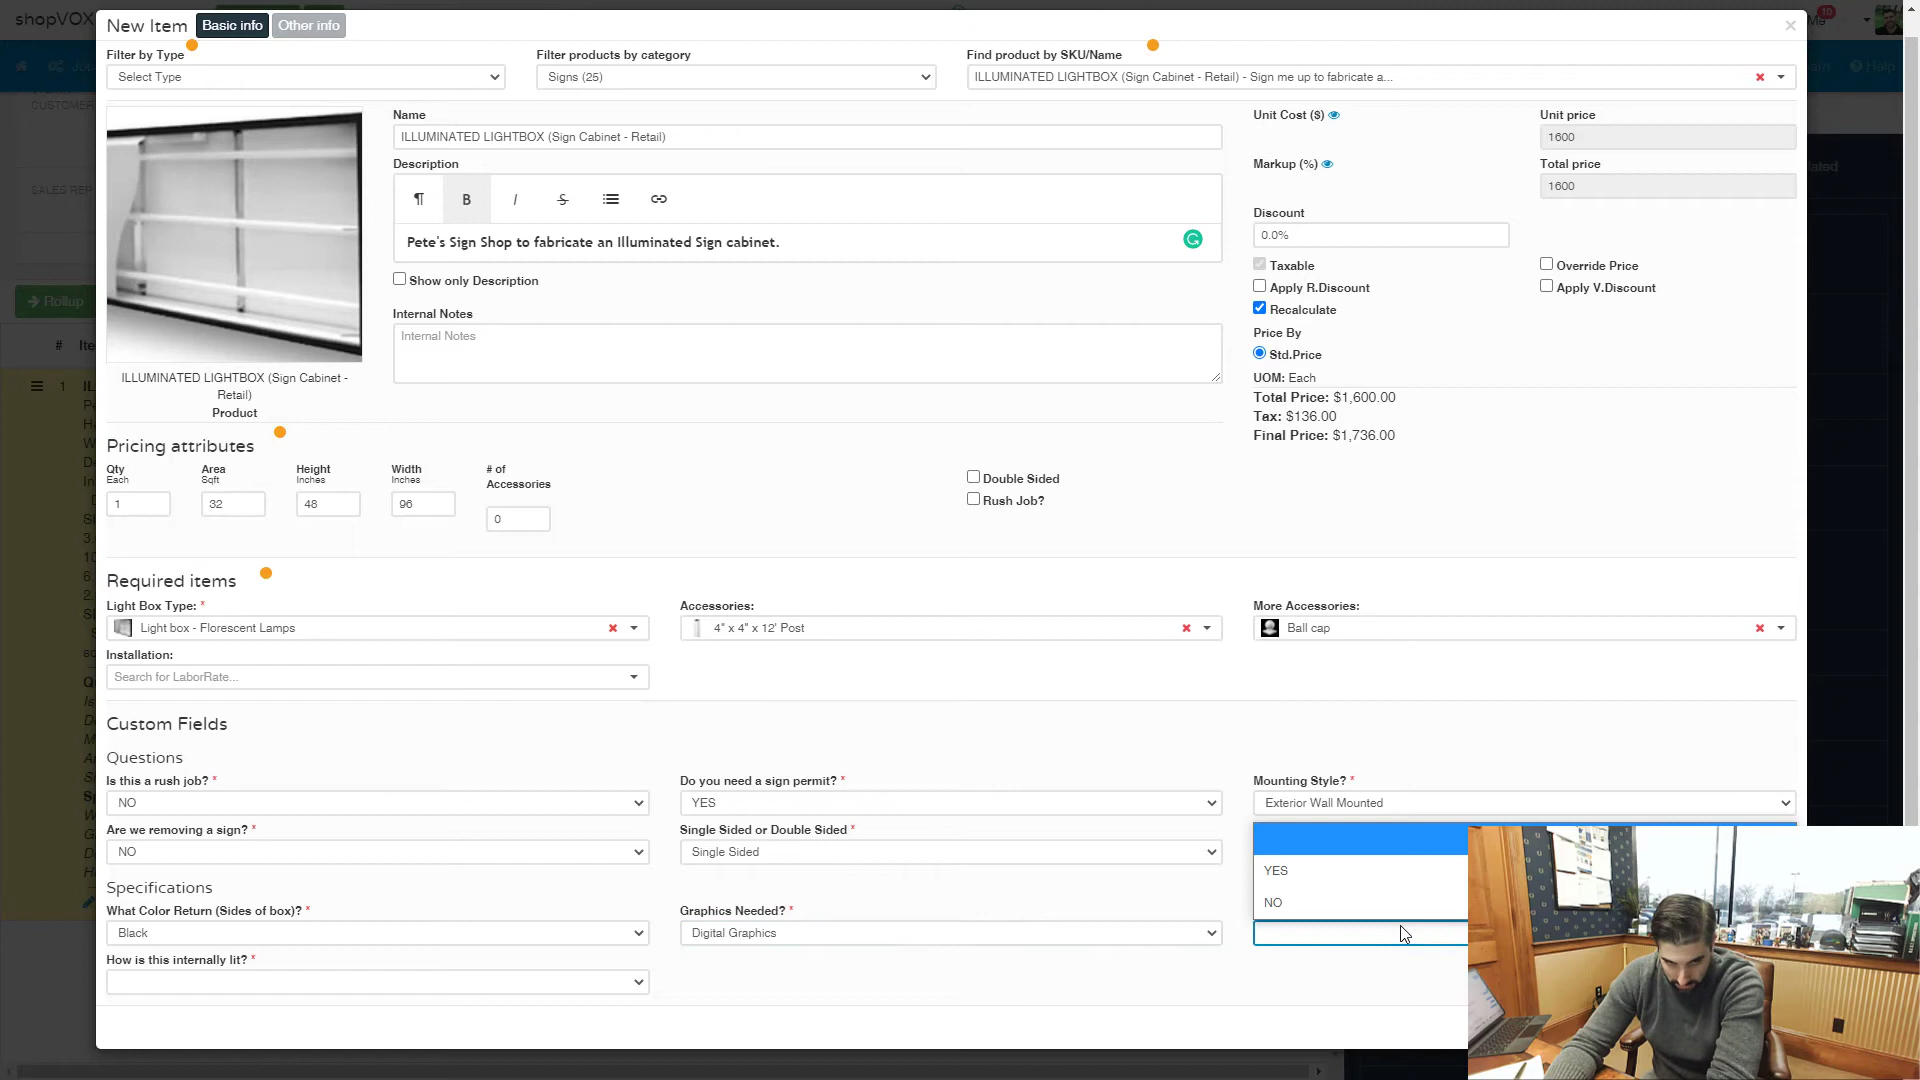 shopVOX
New Item Basic info Other info
10
Filter by Type
Filter products by category
Find product by SKU/Name
Select Type
Signs (25)
ILLUMINATED LIGHTBOX (Sign Cabinet - Retail) - Sign me up to fabricate a...
Help
CUSTOMER
Name
ILLUMINATED LIGHTBOX (Sign Cabinet - Retail)
Description
Pete's Sign Shop to fabricate an Illuminated Sign cabinet.
Show only Description
Internal Notes
Internal Notes
Unit Cost ($)
Unit price
1600
Markup (%)
Total price
1600
Discount
0.0%
Taxable
Override Price
Apply R.Discount
Apply V.Discount
Recalculate
Price By
Std.Price
UOM: Each
Total Price: $1,600.00
Tax: $136.00
Final Price: $1,736.00
SALES REP
Rollup
#
1
ILLUMINATED LIGHTBOX (Sign Cabinet -
Retail)
Product
Pricing attributes
Qty
Each
1
Area
Sqft
32
Height
Inches
48
Width
Inches
96
# of
Accessories
0
Double Sided
Rush Job?
Required items
Light Box Type: *
Light box - Florescent Lamps
Accessories:
4" x 4" x 12' Post
More Accessories:
Ball cap
Installation:
Search for LaborRate...
Custom Fields
Questions
Is this a rush job? *
NO
Do you need a sign permit? *
YES
Mounting Style? *
Exterior Wall Mounted
Are we removing a sign? *
NO
Single Sided or Double Sided *
Single Sided
YES
NO
Specifications
What Color Return (Sides of box)? *
Black
Graphics Needed? *
Digital Graphics
How is this internally lit? *